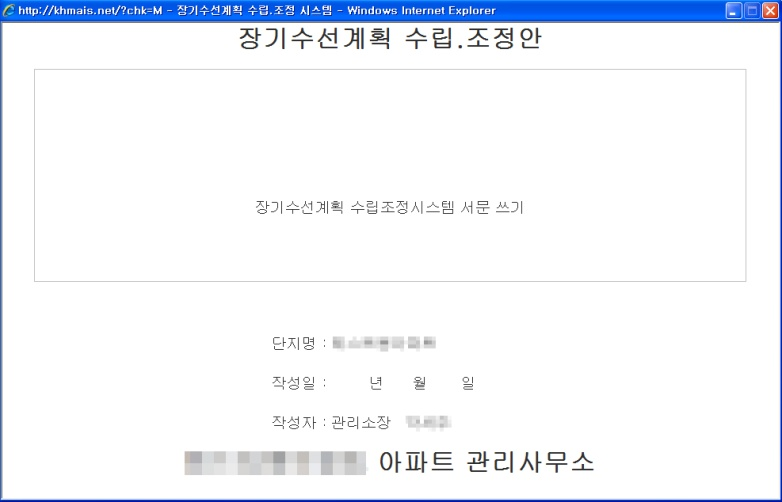 http://khmais.net/?chk=M - 장기수선계획 수립.조정 시스템 - Windows Internet Explorer
장기수선계획 수립.조정안
장기수선계획 수립조정시스템 서문 쓰기
단지명 :
작성일 : 년 월 일
작성자 : 관리소장
아파트 관리사무소